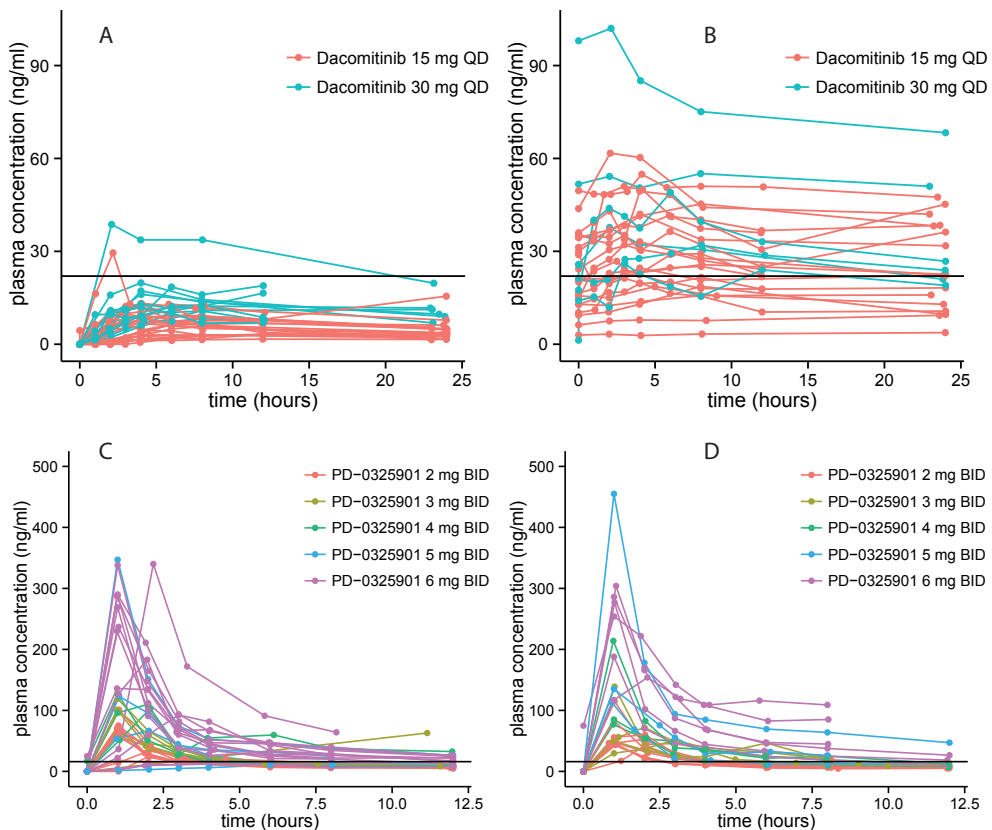 A
Dacomitinib 15 mg QD
Dacomitinib 30 mg QD
plasma concentration (ng/ml)
90
60
30
0
0 5 10 15 20 25
time (hours)
B
Dacomitinib 15 mg QD
Dacomitinib 30 mg QD
plasma concentration (ng/ml)
90
60
30
0
0 5 10 15 20 25
time (hours)
C
PD−0325901 2 mg BID
PD−0325901 3 mg BID
PD−0325901 4 mg BID
PD−0325901 5 mg BID
PD−0325901 6 mg BID
plasma concentration (ng/ml)
500
400
300
200
100
0
0.0 2.5 5.0 7.5 10.0 12.5
time (hours)
D
PD−0325901 2 mg BID
PD−0325901 3 mg BID
PD−0325901 4 mg BID
PD−0325901 5 mg BID
PD−0325901 6 mg BID
plasma concentration (ng/ml)
500
400
300
200
100
0
0.0 2.5 5.0 7.5 10.0 12.5
time (hours)